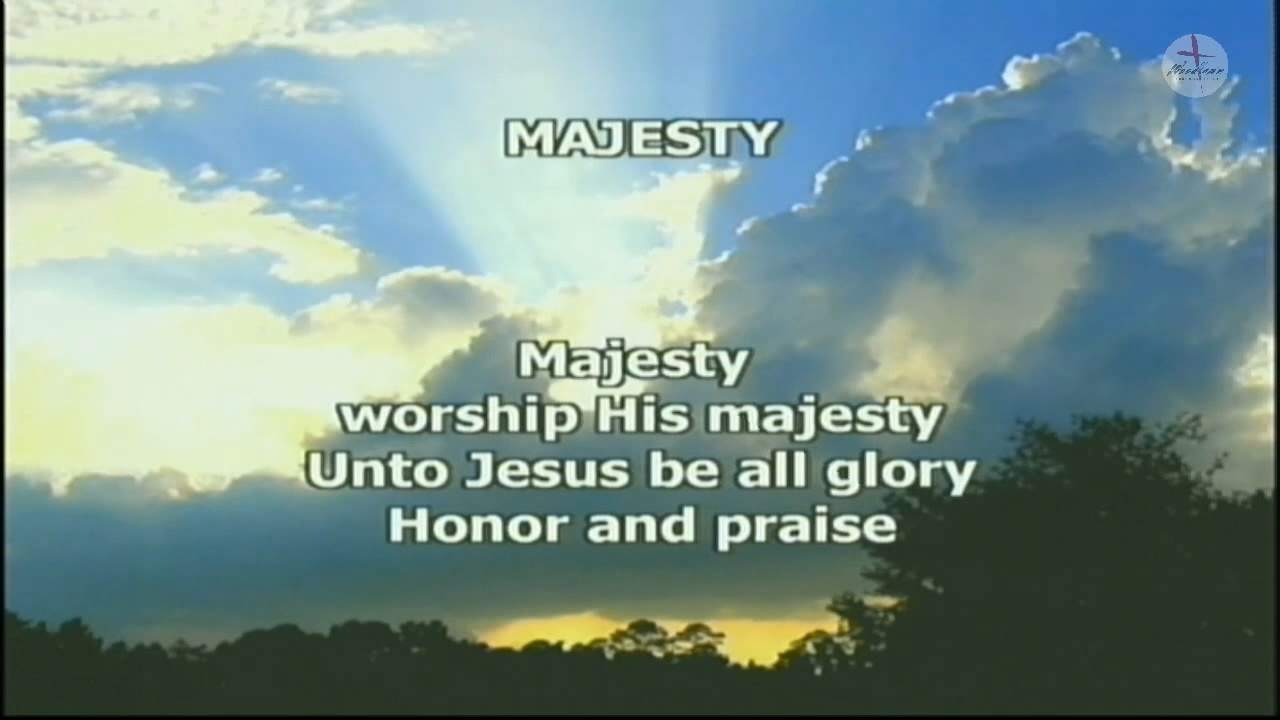 MAJESTY
Majesty
worship His majesty
Unto Jesus be all glory
Honor and praise